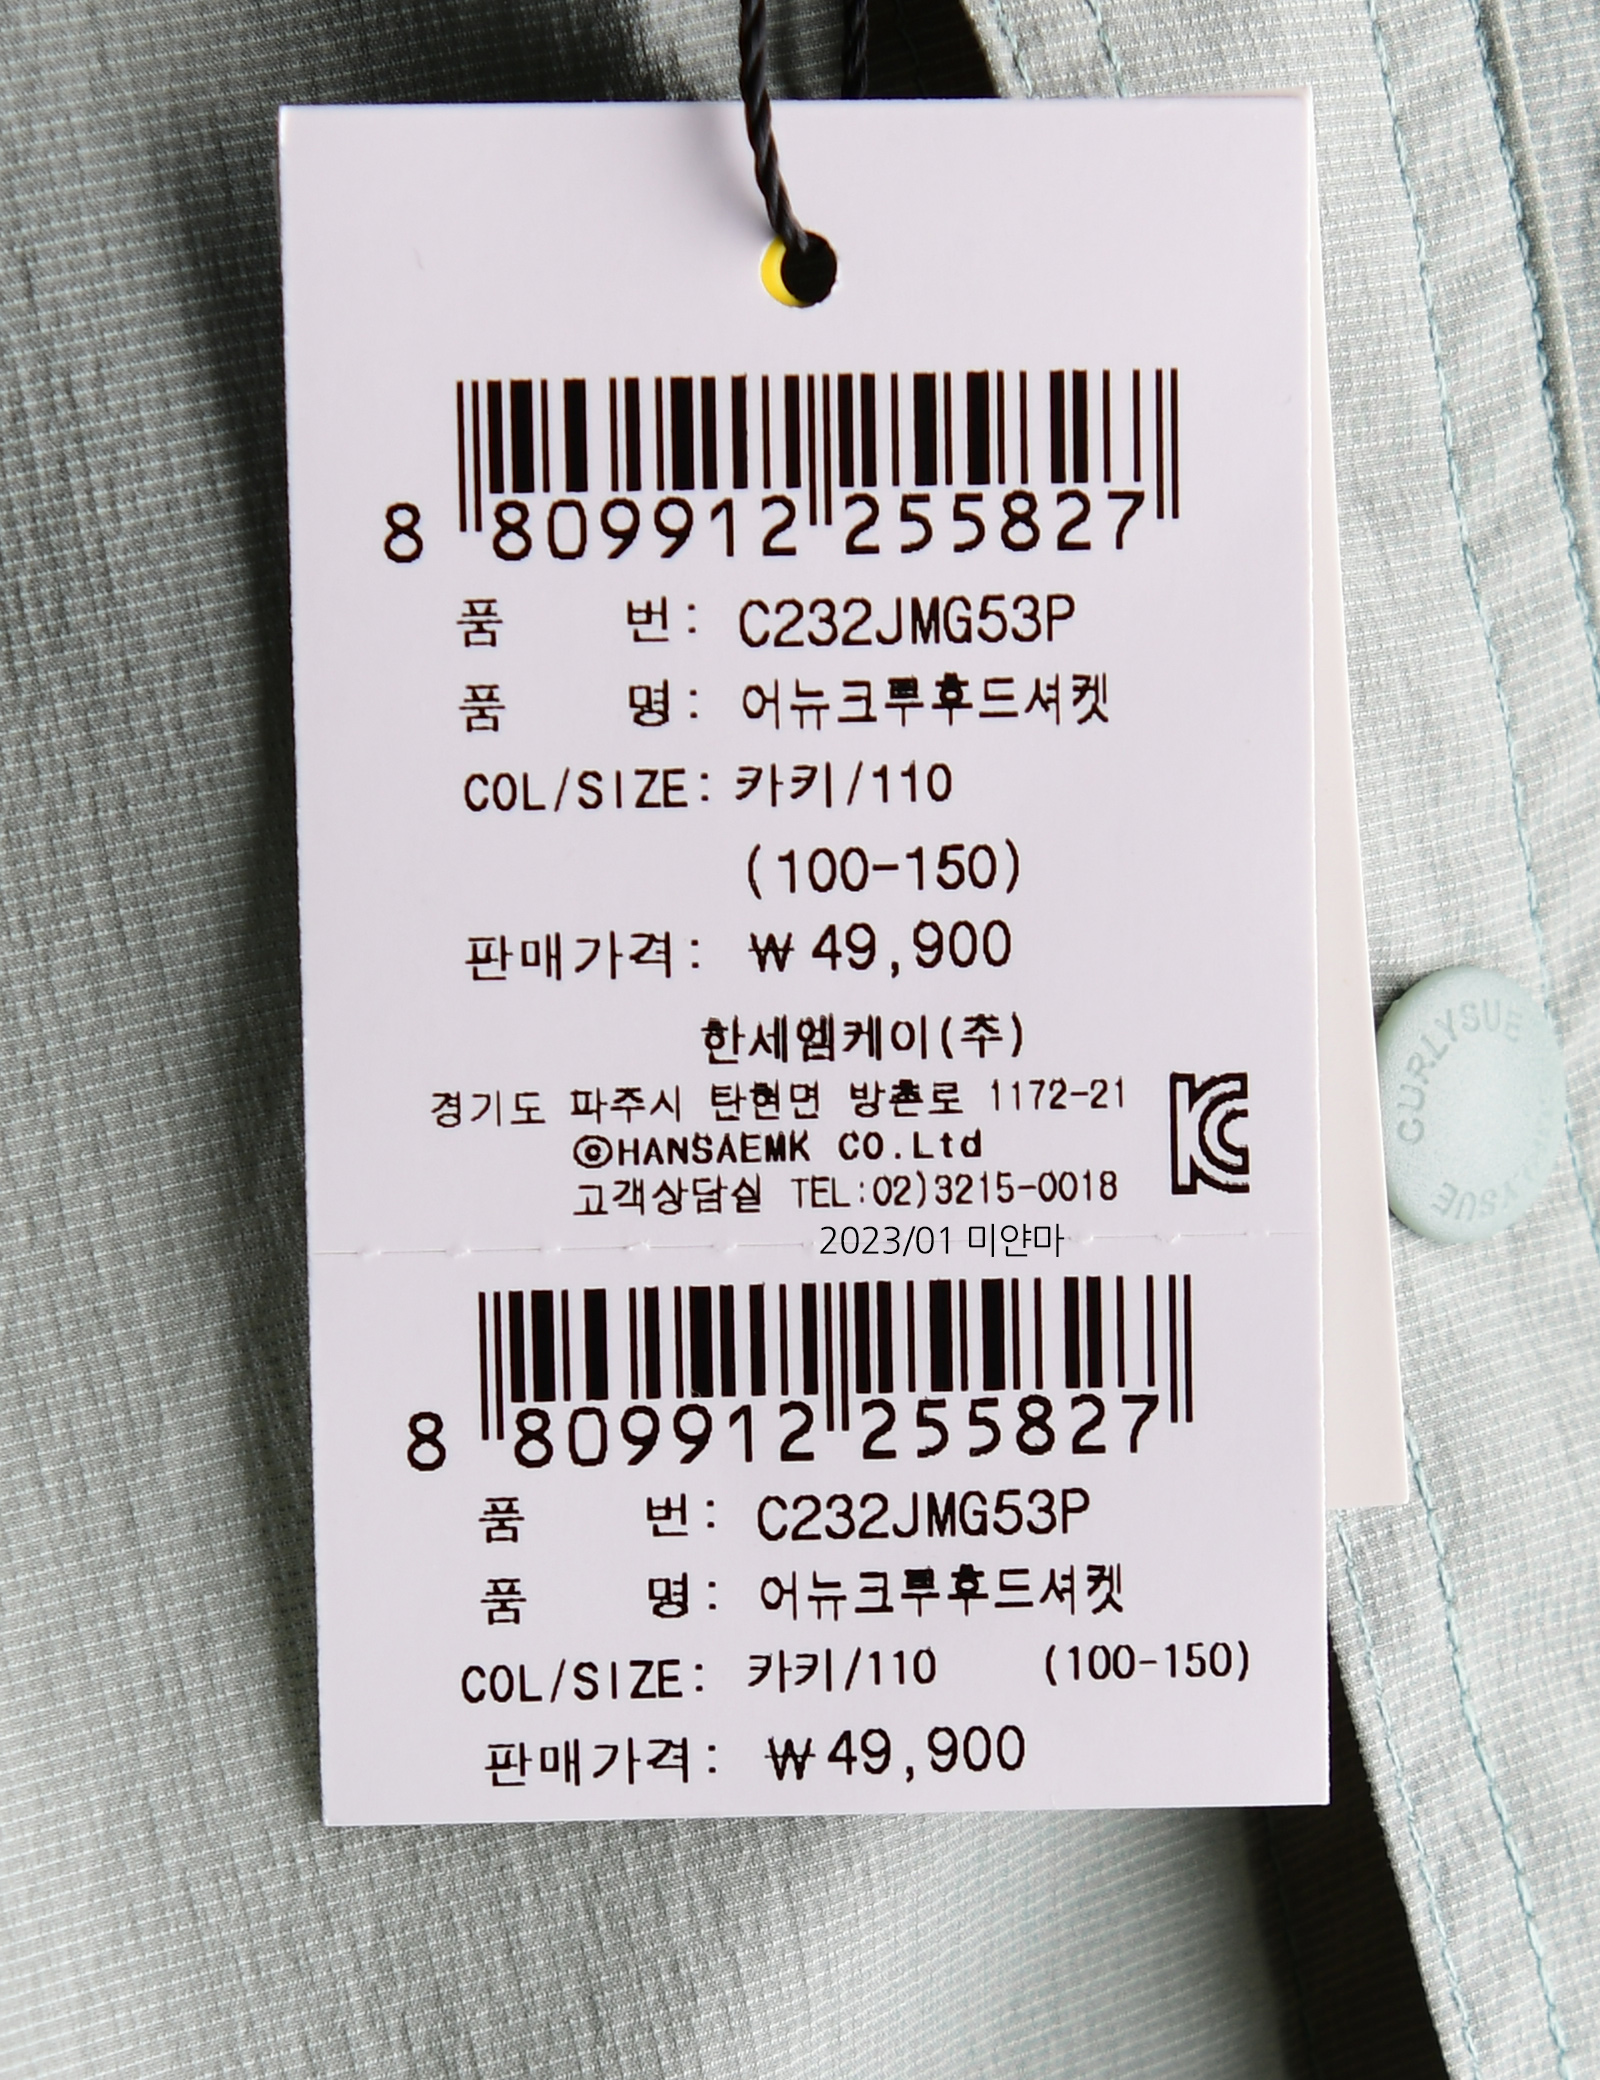 8 809912 255827
품 번: C232JMG53P
품 명: 어뉴크루후드셔켓
COL/SIZE: 카키/110
(100-150)
판매가격: ₩49,900
한세엠케이(주)
경기도 파주시 탄현면 방촌로 1172-21
ⓒHANSAEMK CO.Ltd
고객상담실 TEL:02)3215-0018
2023/01 미얀마
8 809912 255827
품 번: C232JMG53P
품 명: 어뉴크루후드셔켓
COL/SIZE: 카키/110 (100-150)
판매가격: ₩49,900
CURLYSUE